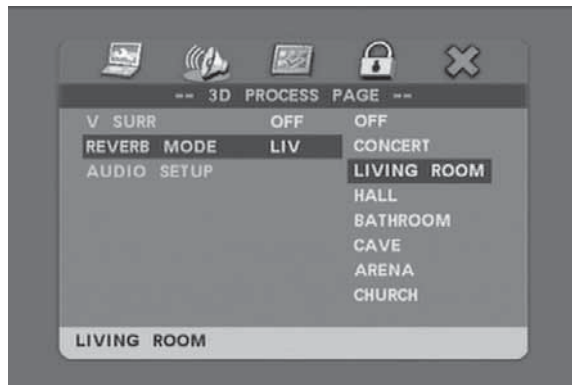 -- 3D PROCESS PAGE --
V SURR OFF
REVERB MODE LIV
AUDIO SETUP
OFF
CONCERT
LIVING ROOM
HALL
BATHROOM
CAVE
ARENA
CHURCH
LIVING ROOM